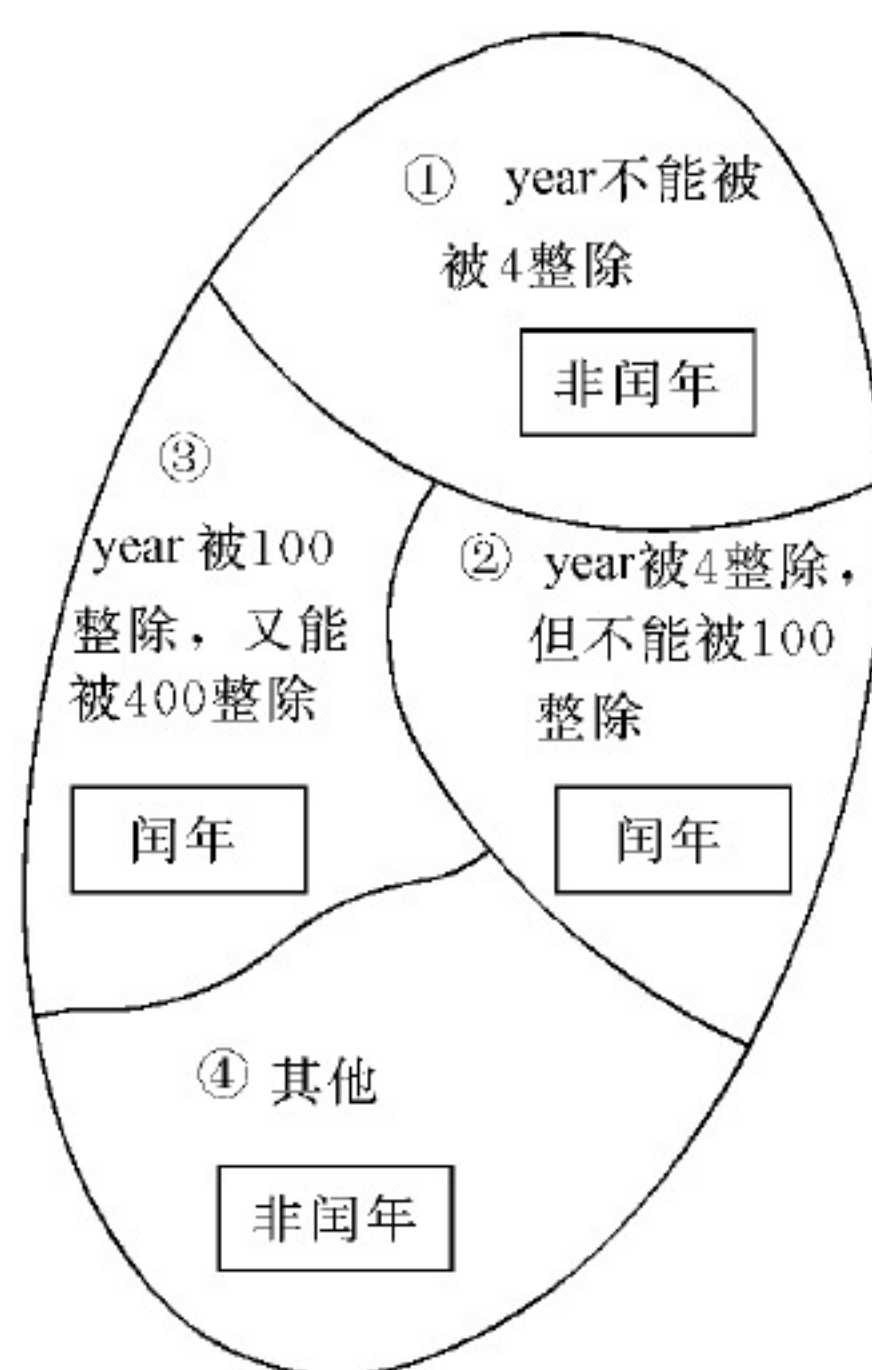 ① year不能被
被4整除
非闰年
③
year 被100
整除，又能
被400整除
闰年
② year被4整除，
但不能被100
整除
闰年
④ 其他
非闰年